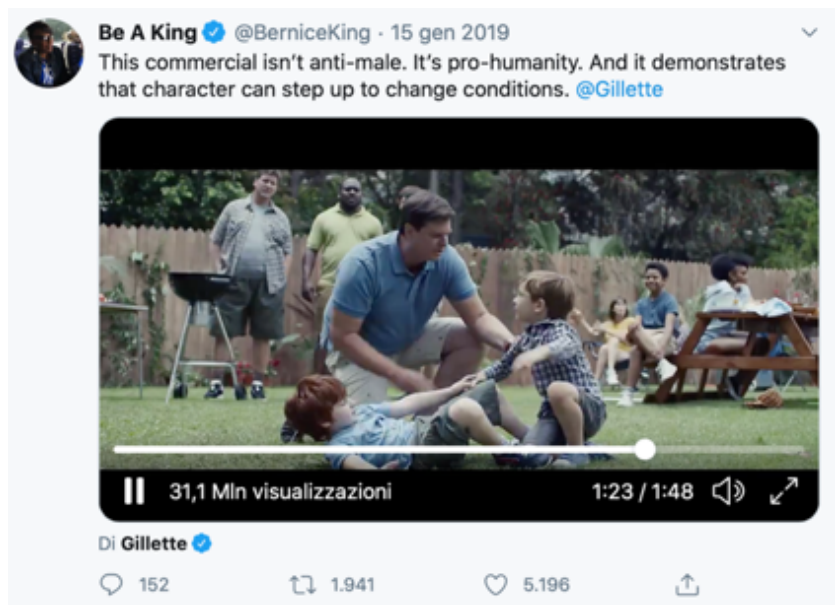 Be A King @BerniceKing · 15 gen 2019
This commercial isn’t anti-male. It’s pro-humanity. And it demonstrates
that character can step up to change conditions. @Gillette
31,1 Mln visualizzazioni 1:23 / 1:48
Di Gillette
152 1.941 5.196